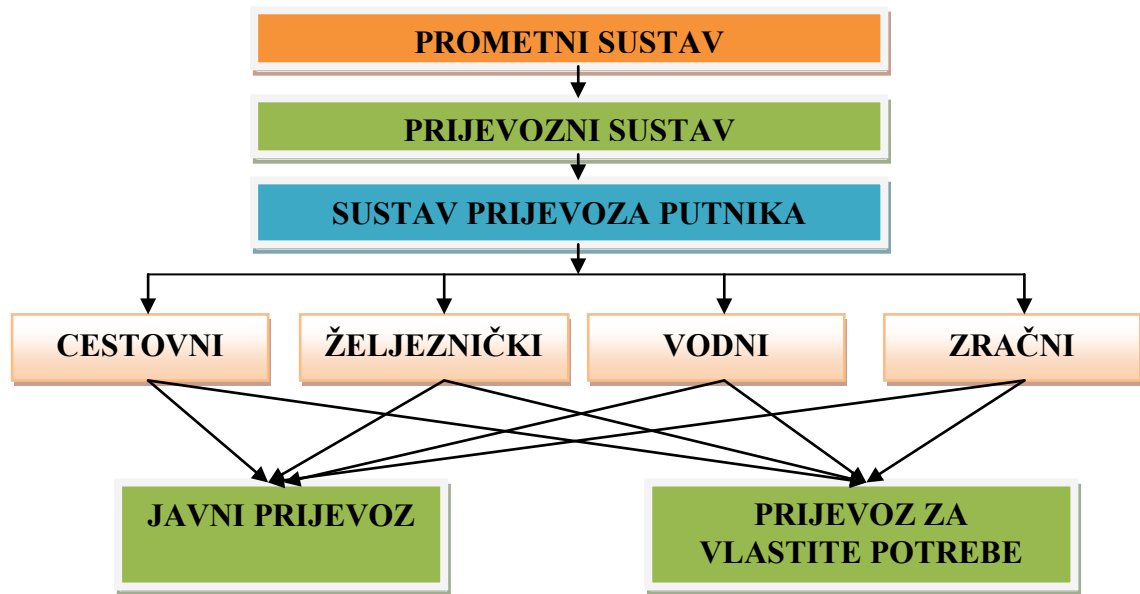 PROMETNI SUSTAV
PRIJEVOZNI SUSTAV
SUSTAV PRIJEVOZA PUTNIKA
CESTOVNI
ŽELJEZNIČKI
VODNI
ZRAČNI
JAVNI PRIJEVOZ
PRIJEVOZ ZA
VLASTITE POTREBE